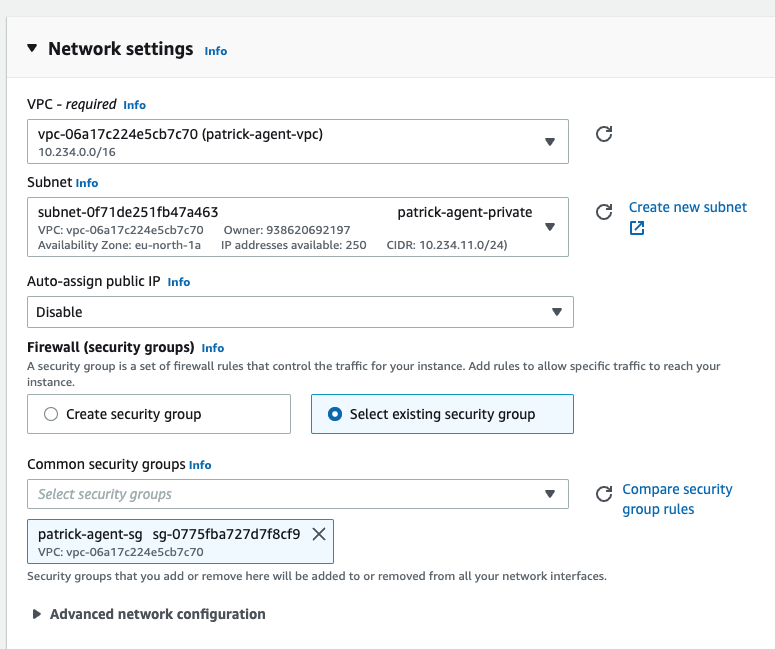 Network settings Info
VPC - required Info
vpc-06a17c224e5cb7c70 (patrick-agent-vpc)
10.234.0.0/16
Subnet Info
subnet-0f71de251fb47a463 patrick-agent-private
VPC: vpc-06a17c224e5cb7c70 Owner: 938620692197
Availability Zone: eu-north-1a IP addresses available: 250 CIDR: 10.234.11.0/24)
Create new subnet
Auto-assign public IP Info
Disable
Firewall (security groups) Info
A security group is a set of firewall rules that control the traffic for your instance. Add rules to allow specific traffic to reach your
instance.
Create security group
Select existing security group
Common security groups Info
Select security groups
Compare security
group rules
patrick-agent-sg sg-0775fba727d7f8cf9
VPC: vpc-06a17c224e5cb7c70
Security groups that you add or remove here will be added to or removed from all your network interfaces.
Advanced network configuration